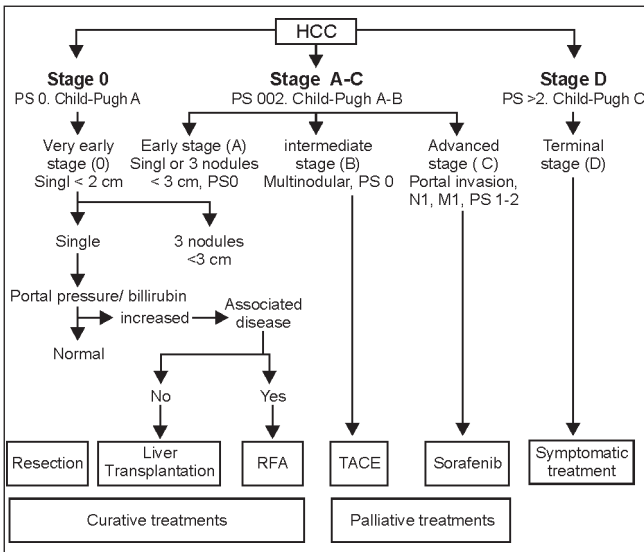 HCC
Stage 0
PS 0. Child-Pugh A
Stage A-C
PS 002. Child-Pugh A-B
Stage D
PS >2. Child-Pugh C
Very early
stage (0)
Singl < 2 cm
Early stage (A)
Singl or 3 nodules
< 3 cm, PS0
intermediate
stage (B)
Multinodular, PS 0
Advanced
stage ( C)
Portal invasion,
N1, M1, PS 1-2
Terminal
stage (D)
Single
3 nodules
<3 cm
Portal pressure/ billirubin
increased
Associated
disease
Normal
No
Yes
Resection
Liver
Transplantation
RFA
TACE
Sorafenib
Symptomatic
treatment
Curative treatments
Palliative treatments